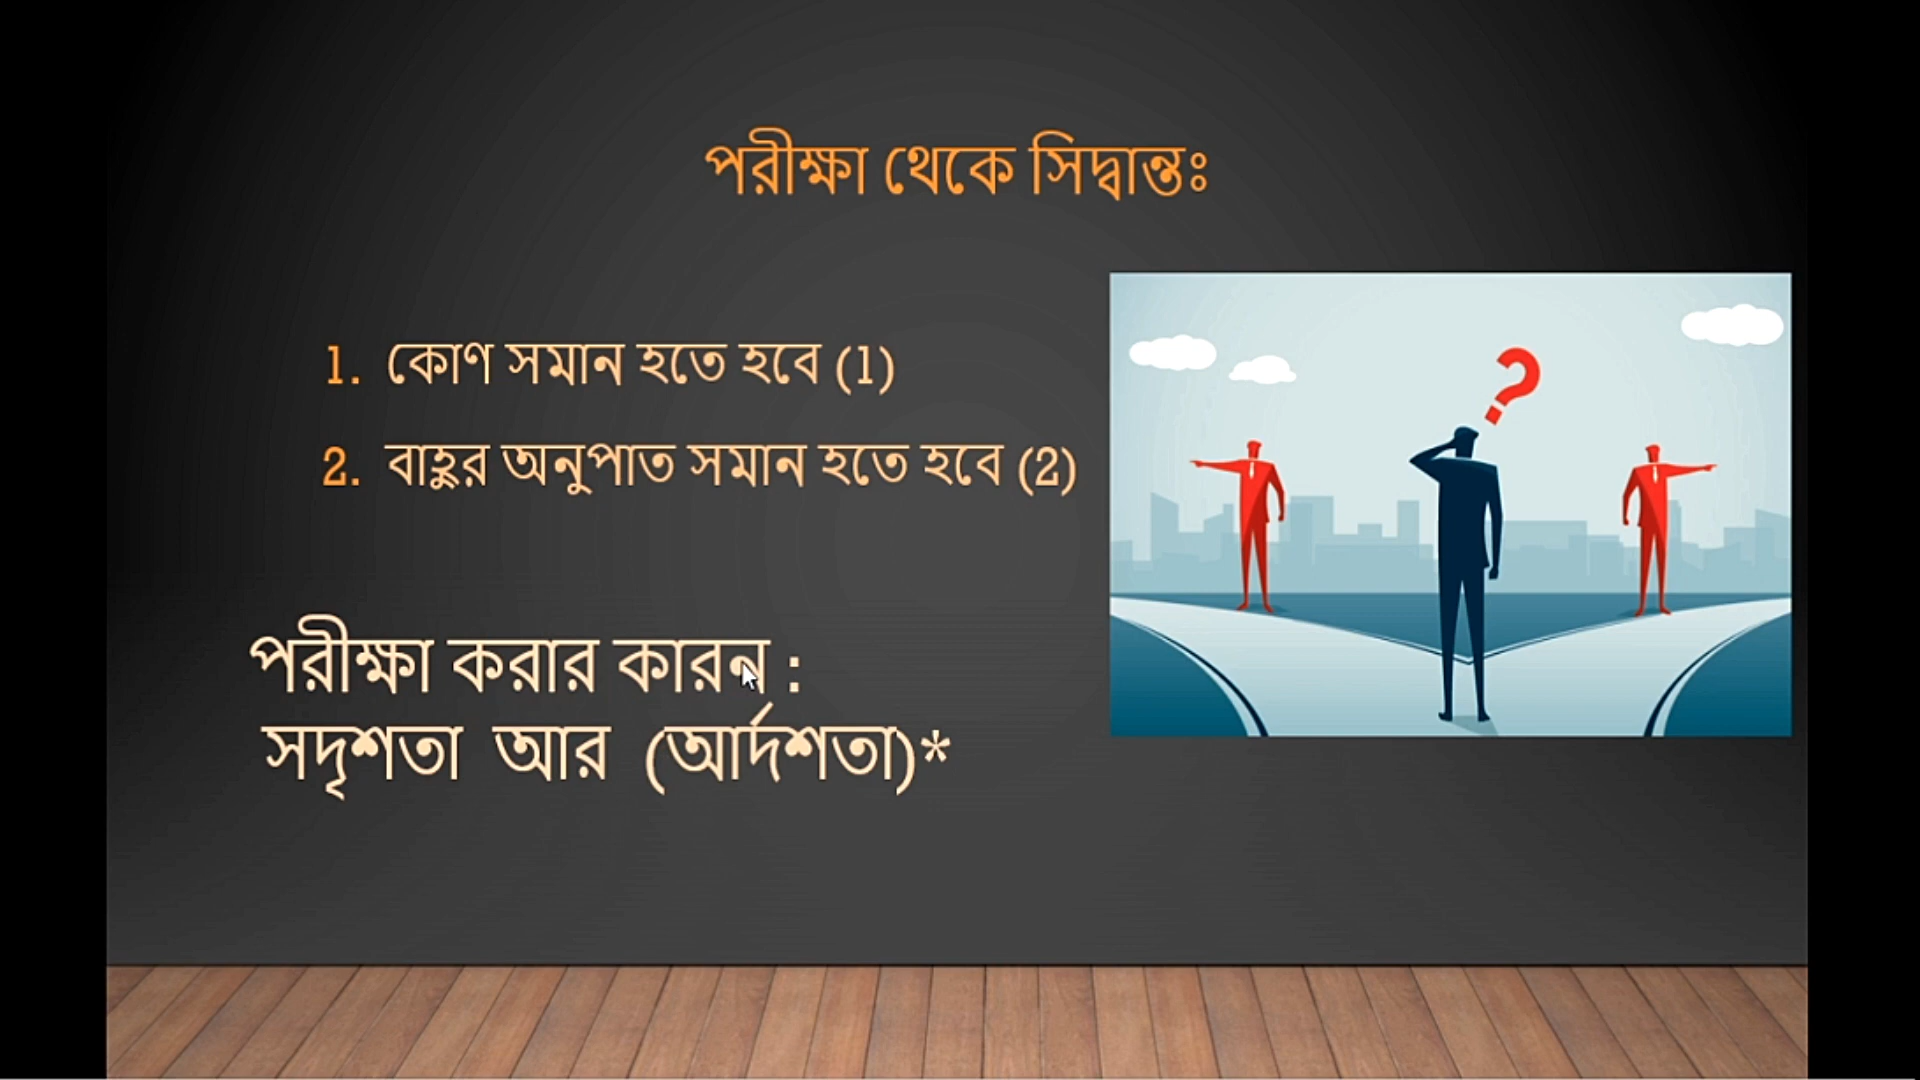 পরীক্ষা থেকে সিদ্বান্তঃ
1. কোণ সমান হতে হবে (1)
2. বাহুর অনুপাত সমান হতে হবে (2)
পরীক্ষা করার কারন :
সদৃশতা আর (আর্দশতা)*
?